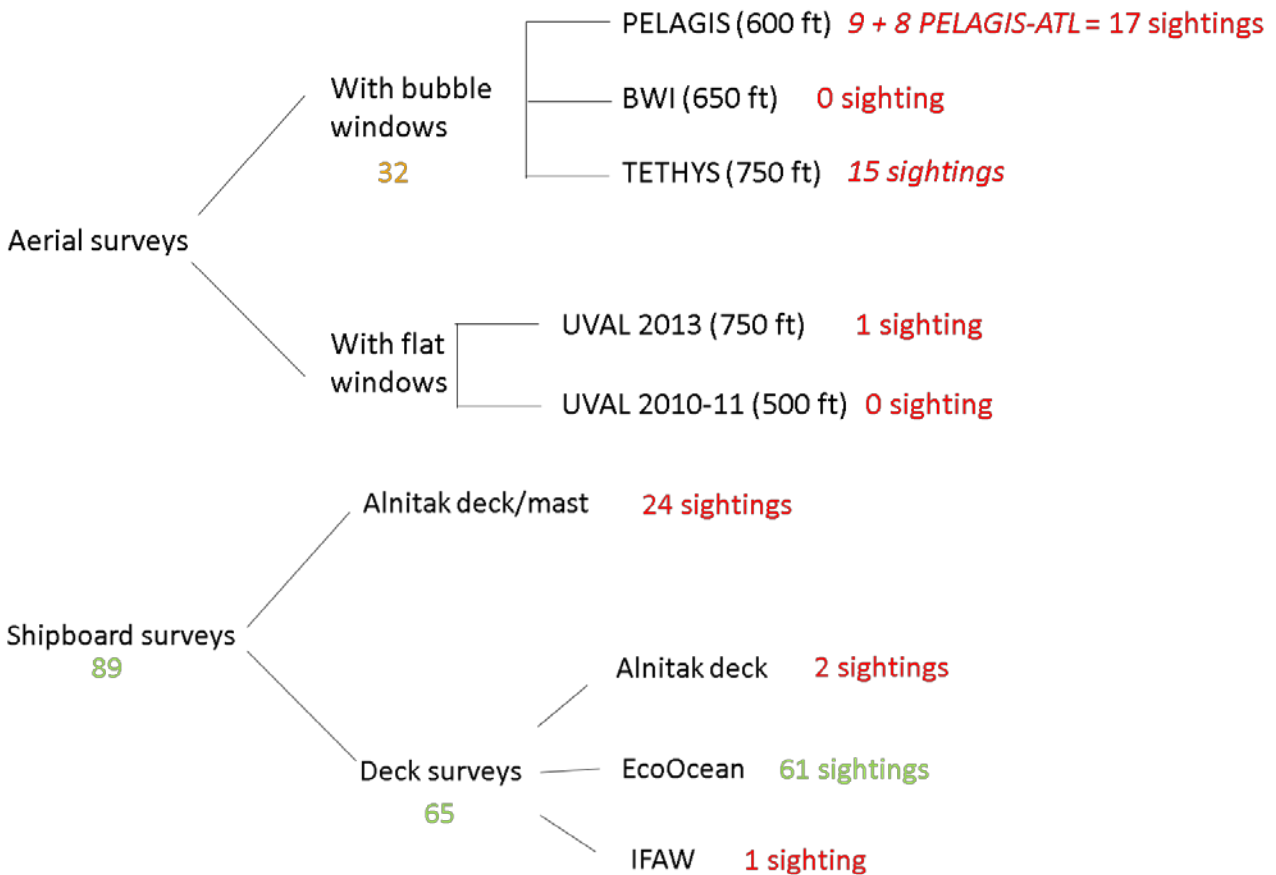 PELAGIS (600 ft) 9 + 8 PELAGIS-ATL = 17 sightings
With bubble
windows
32
BWI (650 ft) 0 sighting
TETHYS (750 ft) 15 sightings
Aerial surveys
With flat
windows
UVAL 2013 (750 ft) 1 sighting
UVAL 2010-11 (500 ft) 0 sighting
Alnitak deck/mast 24 sightings
Shipboard surveys
89
Alnitak deck 2 sightings
Deck surveys
65
EcoOcean 61 sightings
IFAW 1 sighting